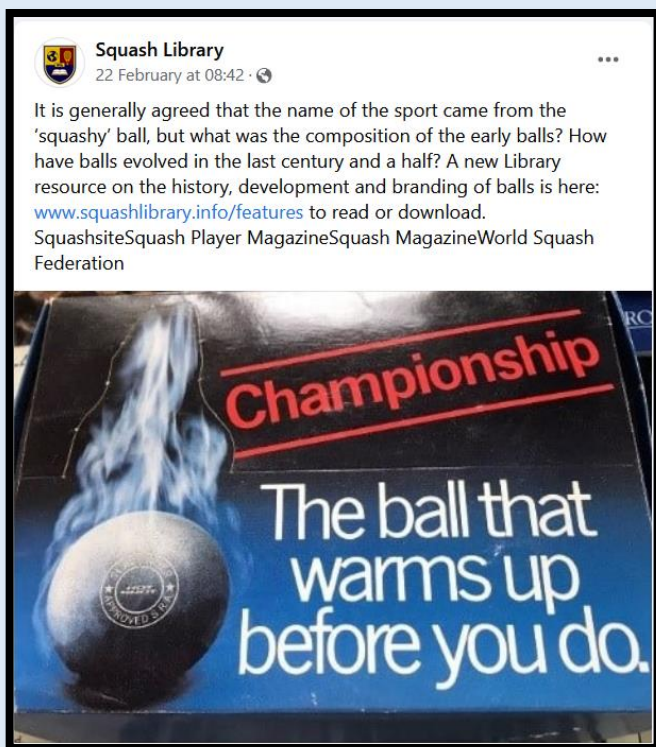 Squash Library
22 February at 08:42 ·
It is generally agreed that the name of the sport came from the
‘squashy’ ball, but what was the composition of the early balls? How
have balls evolved in the last century and a half? A new Library
resource on the history, development and branding of balls is here:
www.squashlibrary.info/features to read or download.
SquashsiteSquash Player MagazineSquash MagazineWorld Squash
Federation
Championship
The ball that
warms up
before you do.
APPROVED S.R.A.